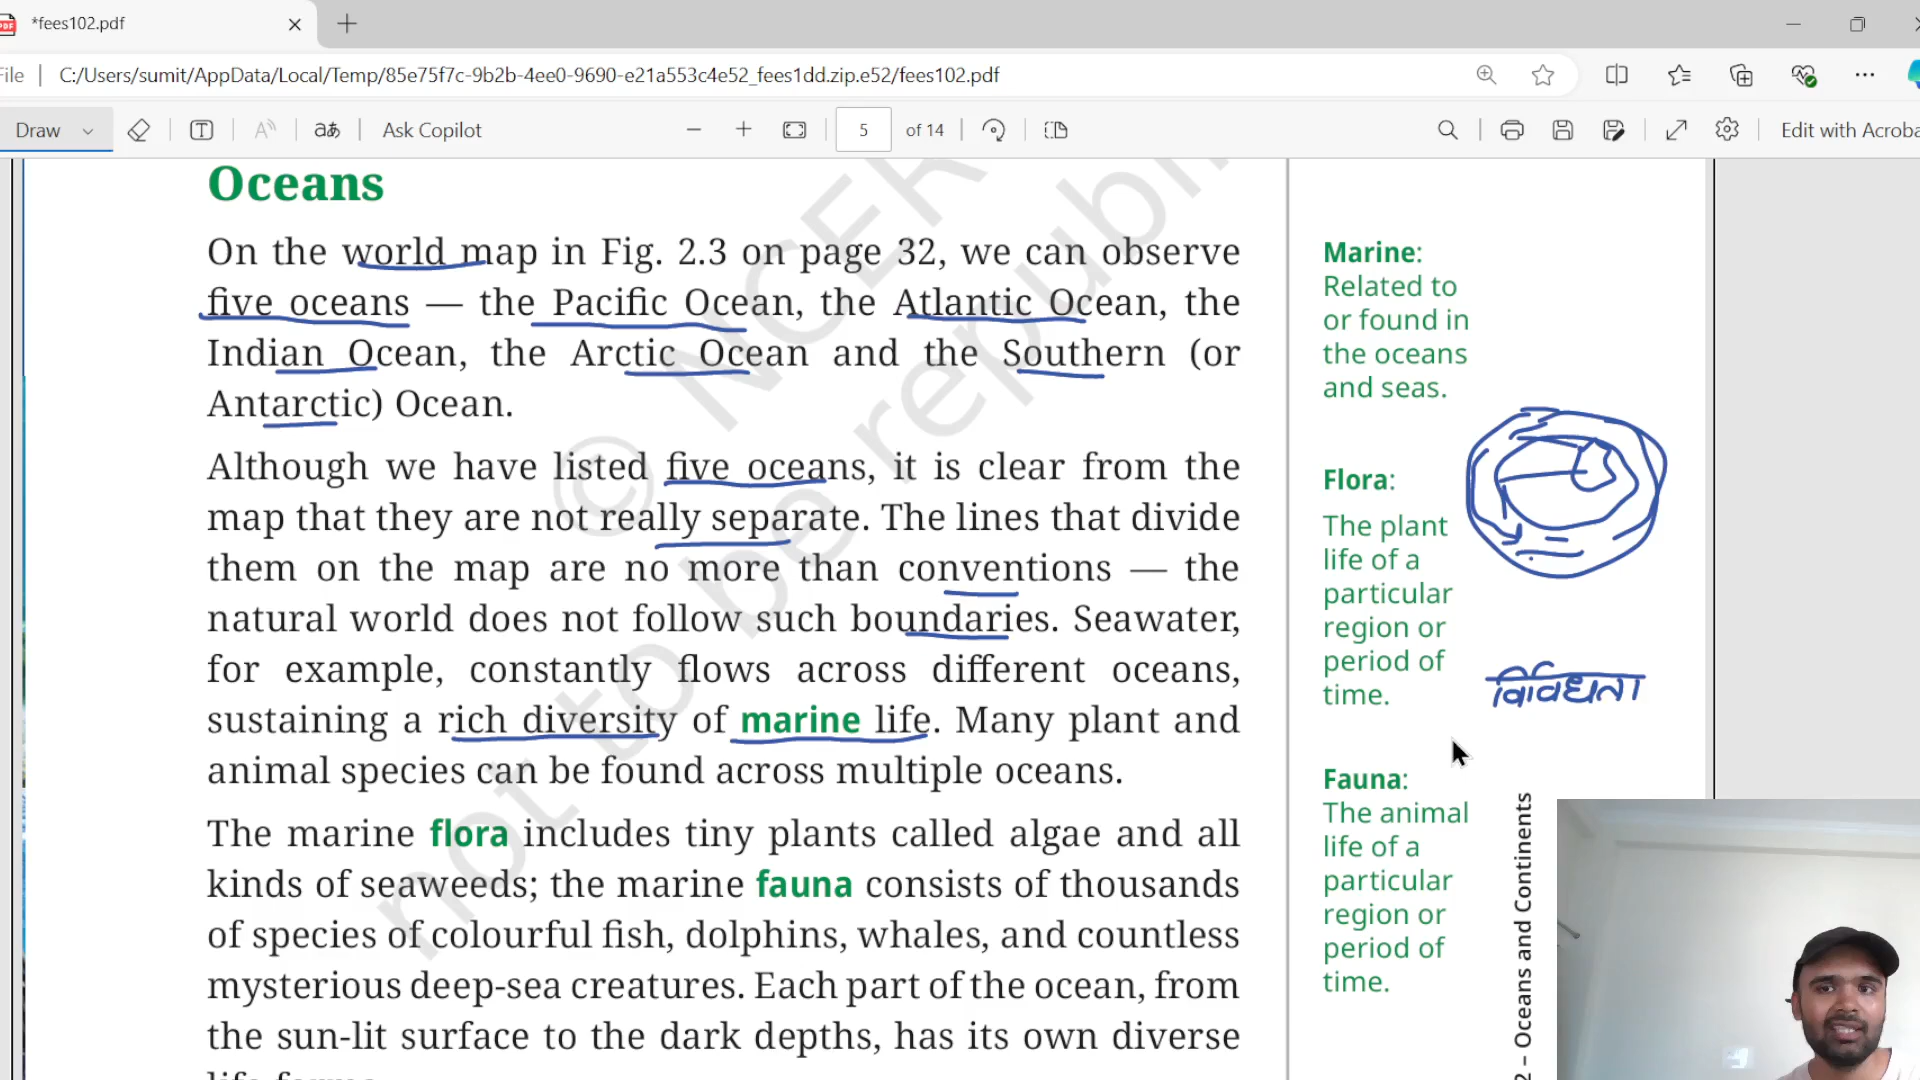 *fees102.pdf
File
C:/Users/sumit/AppData/Local/Temp/85e75f7c-9b2b-4ee0-9690-e21a553c4e52_fees1dd.zip.e52/fees102.pdf
Draw
Ask Copilot
5 of 14
Edit with Acroba
Oceans
On the world map in Fig. 2.3 on page 32, we can observe
five oceans — the Pacific Ocean, the Atlantic Ocean, the
Indian Ocean, the Arctic Ocean and the Southern (or
Antarctic) Ocean.
Although we have listed five oceans, it is clear from the
map that they are not really separate. The lines that divide
them on the map are no more than conventions — the
natural world does not follow such boundaries. Seawater,
for example, constantly flows across different oceans,
sustaining a rich diversity of marine life. Many plant and
animal species can be found across multiple oceans.
The marine flora includes tiny plants called algae and all
kinds of seaweeds; the marine fauna consists of thousands
of species of colourful fish, dolphins, whales, and countless
mysterious deep-sea creatures. Each part of the ocean, from
the sun-lit surface to the dark depths, has its own diverse
Marine:
Related to
or found in
the oceans
and seas.
Flora:
The plant
life of a
particular
region or
period of
time.
विविधता
Fauna:
The animal
life of a
particular
region or
period of
time.
2 – Oceans and Continents
© NCER
not to be republi